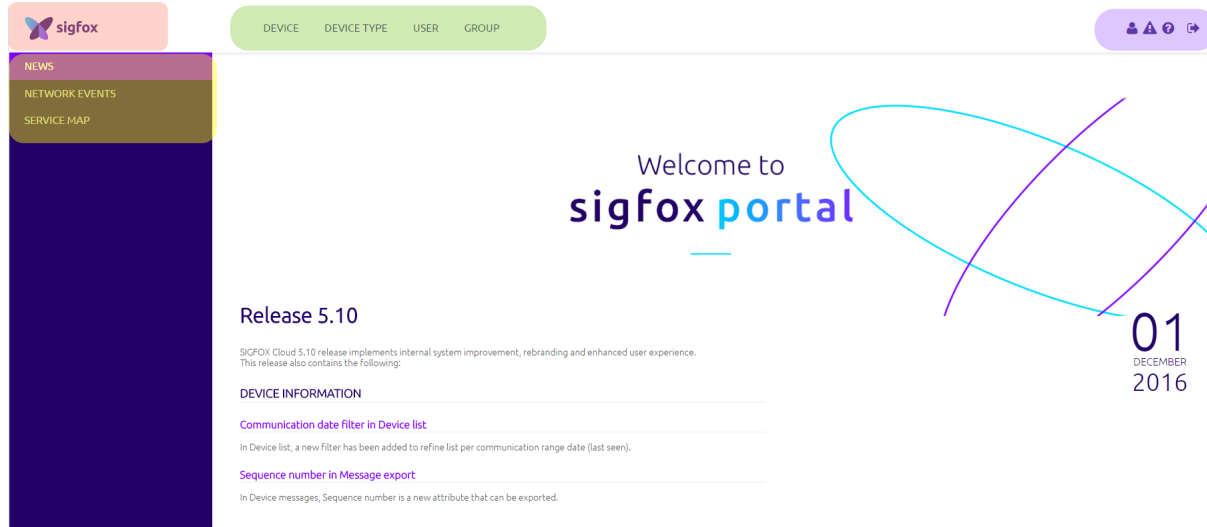 sigfox
DEVICE DEVICE TYPE USER GROUP
NEWS
NETWORK EVENTS
SERVICE MAP
Welcome to
sigfox portal
Release 5.10
01
DECEMBER
2016
SIGFOX Cloud 5.10 release implements internal system improvement, rebranding and enhanced user experience.
This release also contains the following:
DEVICE INFORMATION
Communication date filter in Device list
In Device list, a new filter has been added to refine list per communication range date (last seen).
Sequence number in Message export
In Device messages, Sequence number is a new attribute that can be exported.